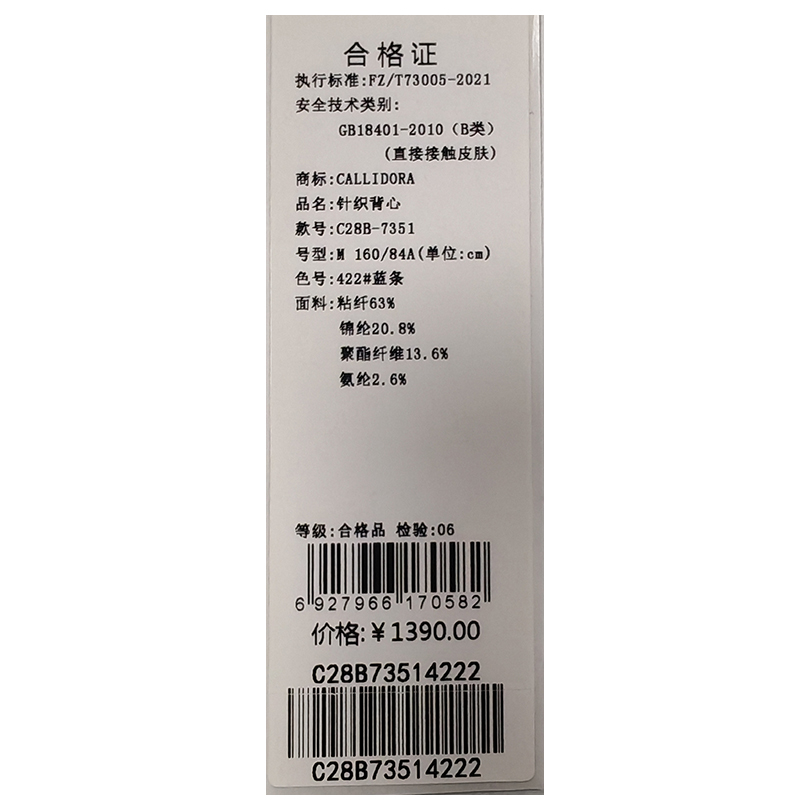 合格证
执行标准:FZ/T73005-2021
安全技术类别:
GB18401-2010（B类）
(直接接触皮肤)
商标:CALLIDORA
品名:针织背心
款号:C28B-7351
号型:M 160/84A(单位:cm)
色号:422#蓝条
面料:粘纤63%
锦纶20.8%
聚酯纤维13.6%
氨纶2.6%
等级:合格品 检验:06
6 927966 170582
价格:￥1390.00
C28B73514222
C28B73514222